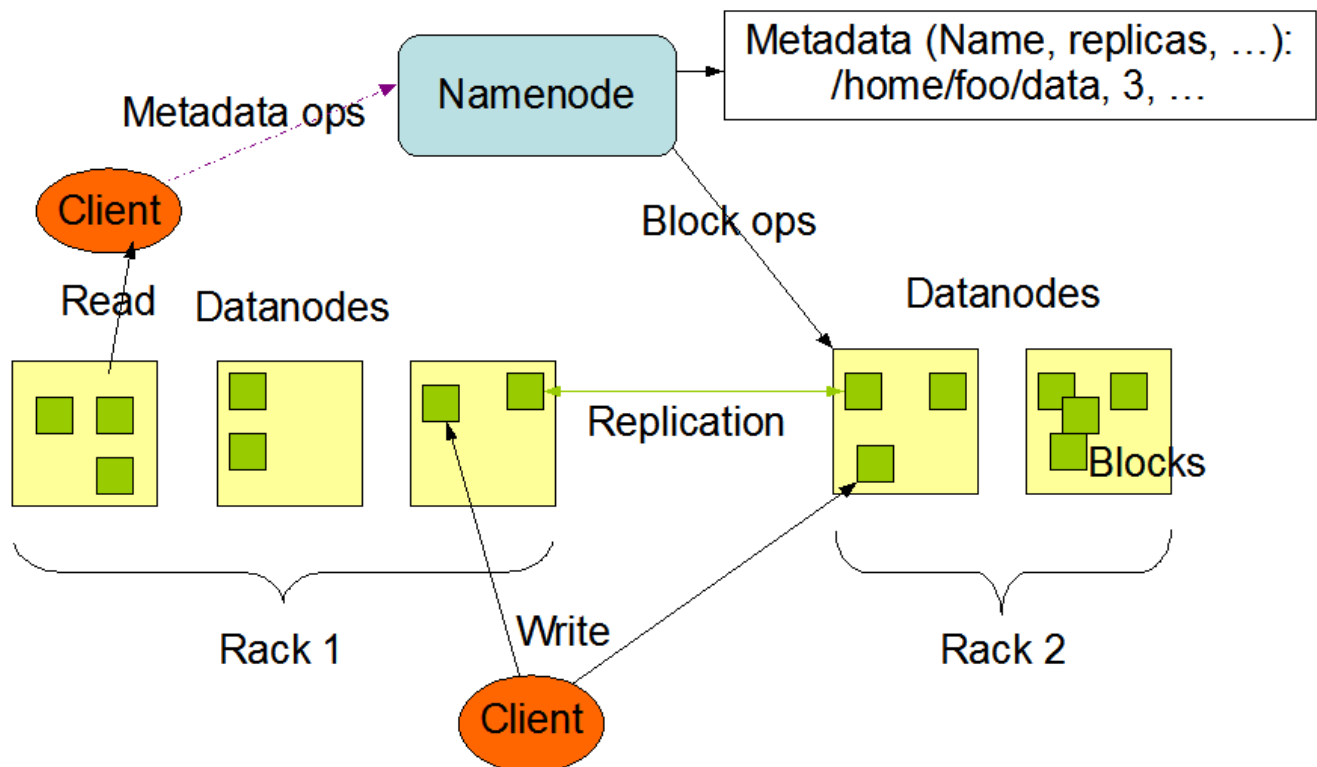 Metadata (Name, replicas, …):
/home/foo/data, 3, …
Namenode
Metadata ops
Client
Block ops
Read
Datanodes
Datanodes
Replication
Blocks
Rack 1
Write
Rack 2
Client